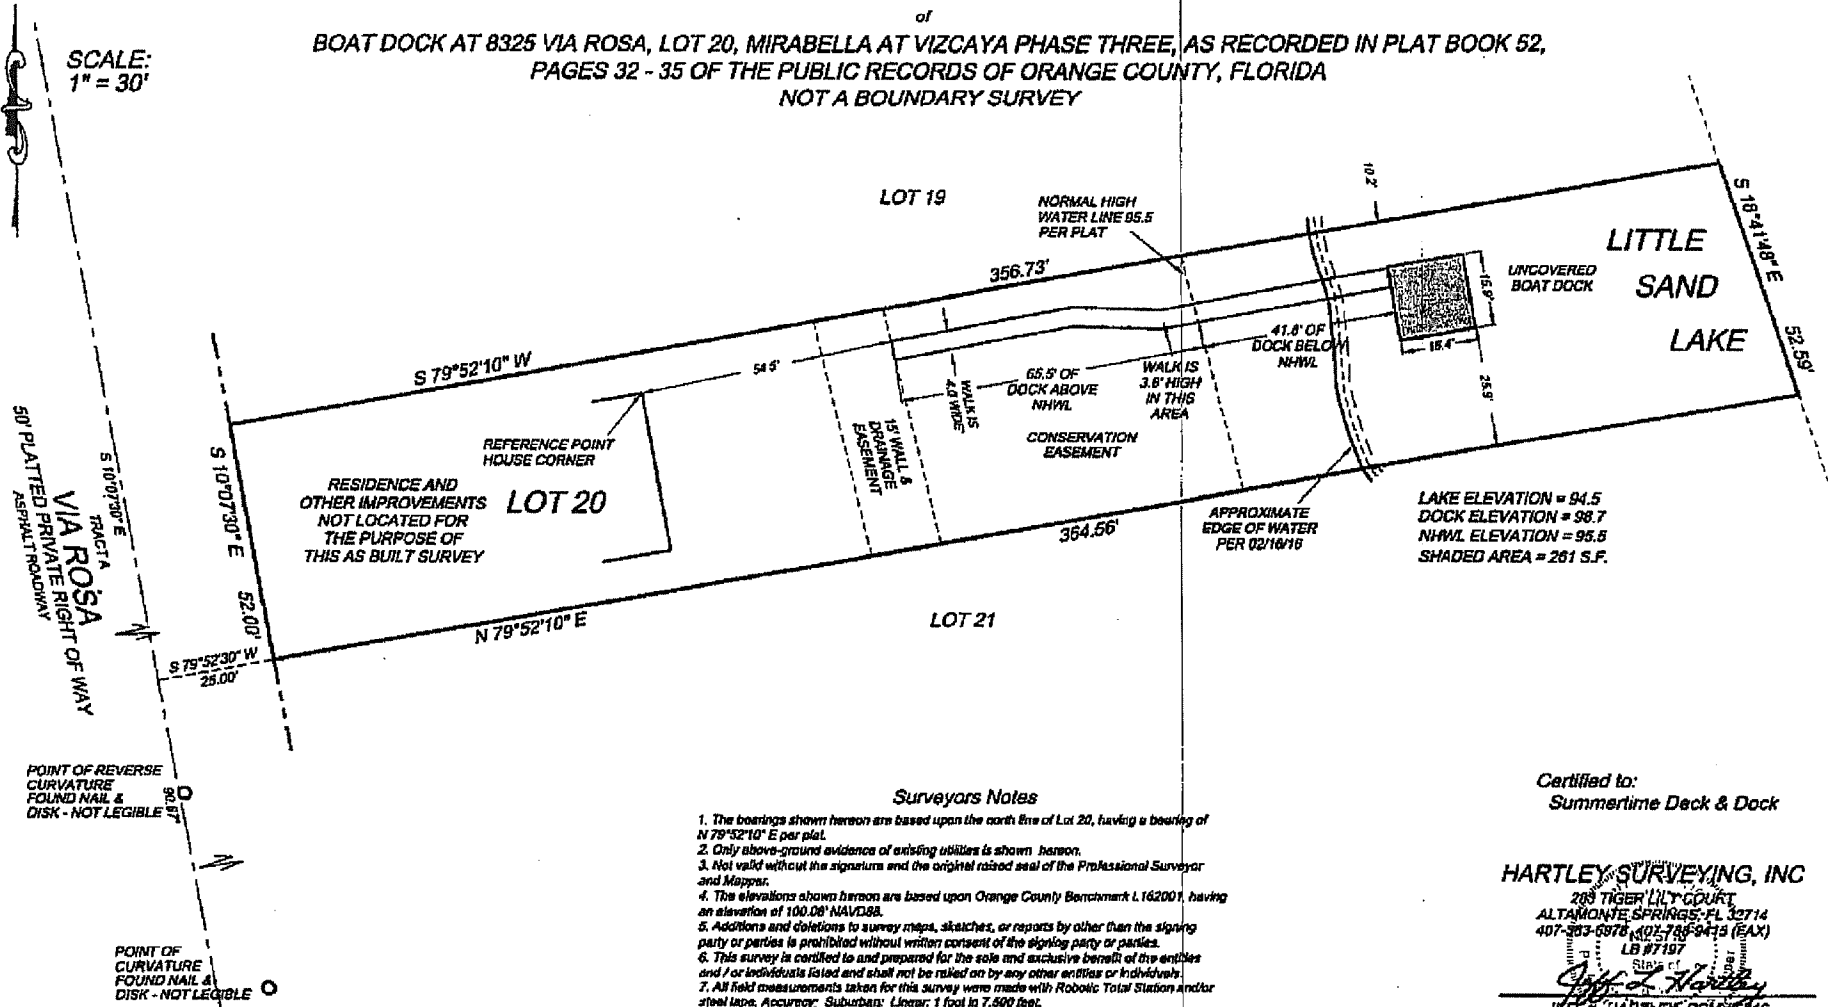 of
BOAT DOCK AT 8325 VIA ROSA, LOT 20, MIRABELLA AT VIZCAYA PHASE THREE, AS RECORDED IN PLAT BOOK 52,
PAGES 32 - 35 OF THE PUBLIC RECORDS OF ORANGE COUNTY, FLORIDA
NOT A BOUNDARY SURVEY
SCALE:
1" = 30'
LOT 19
NORMAL HIGH
WATER LINE 95.5
PER PLAT
10.2'
S 18°41'48" E
52.59'
LITTLE
SAND
LAKE
UNCOVERED
BOAT DOCK
15.9'
15.4'
25.9'
356.73'
S 79°52'10" W
54.5'
41.8' OF
DOCK BELOW
NHWL
WALK IS
3.6' HIGH
IN THIS
AREA
65.5' OF
DOCK ABOVE
NHWL
WALK IS
4.0' WIDE
CONSERVATION
EASEMENT
15' WALL &
DRAINAGE
EASEMENT
REFERENCE POINT
HOUSE CORNER
RESIDENCE AND
OTHER IMPROVEMENTS
NOT LOCATED FOR
THE PURPOSE OF
THIS AS BUILT SURVEY
LOT 20
S 10°07'30" E
52.00'
S 10°07'30" E
TRACT A
VIA ROSA
50' PLATTED PRIVATE RIGHT OF WAY
ASPHALT ROADWAY
S 79°52'30" W
25.00'
N 79°52'10" E
364.56'
LOT 21
APPROXIMATE
EDGE OF WATER
PER 02/16/16
LAKE ELEVATION = 94.5
DOCK ELEVATION = 98.7
NHWL ELEVATION = 95.5
SHADED AREA = 261 S.F.
POINT OF REVERSE
CURVATURE
FOUND NAIL &
DISK - NOT LEGIBLE
POINT OF
CURVATURE
FOUND NAIL &
DISK - NOT LEGIBLE
Surveyors Notes
1. The bearings shown hereon are based upon the north line of Lot 20, having a bearing of
N 79°52'10" E per plat.
2. Only above-ground evidence of existing utilities is shown hereon.
3. Not valid without the signature and the original raised seal of the Professional Surveyor
and Mapper.
4. The elevations shown hereon are based upon Orange County Benchmark L162001, having
an elevation of 100.08' NAVD88.
5. Additions and deletions to survey maps, sketches, or reports by other than the signing
party or parties is prohibited without written consent of the signing party or parties.
6. This survey is certified to and prepared for the sole and exclusive benefit of the entities
and / or individuals listed and shall not be relied on by any other entities or individuals.
7. All field measurements taken for this survey were made with Robotic Total Station and/or
steel tape. Accuracy: Suburban: Linear: 1 foot in 7,500 feet.
Certified to:
Summertime Deck & Dock
HARTLEY SURVEYING, INC
TIGER LILY COURT
ALTAMONTE SPRINGS, FL 32714
(FAX)
LB #7197
State of
Jeff L Hartley